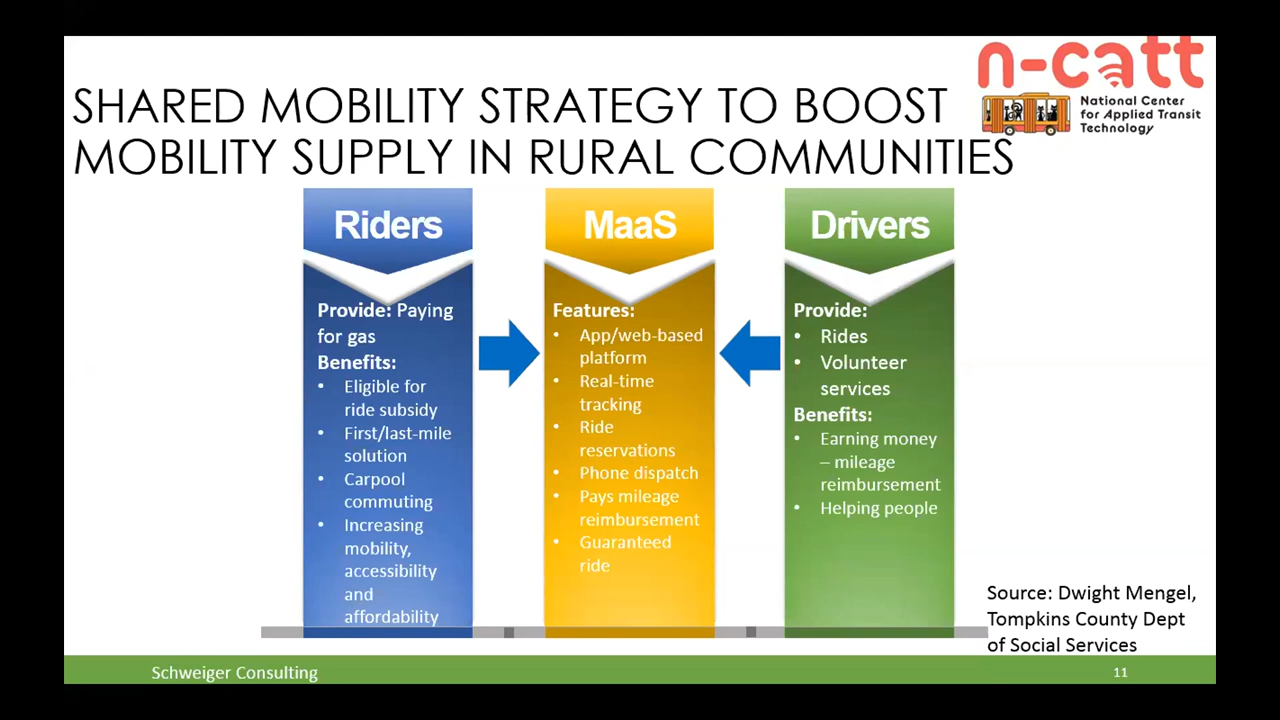 SHARED MOBILITY STRATEGY TO BOOST
MOBILITY SUPPLY IN RURAL COMMUNITIES
n-catt
National Center
for Applied Transit
Technology
Riders
Provide: Paying
for gas
Benefits:
• Eligible for
ride subsidy
• First/last-mile
solution
• Carpool
commuting
• Increasing
mobility,
accessibility
and
affordability
MaaS
Features:
• App/web-based
platform
• Real-time
tracking
• Ride
reservations
• Phone dispatch
• Pays mileage
reimbursement
• Guaranteed
ride
Drivers
Provide:
• Rides
• Volunteer
services
Benefits:
• Earning money
– mileage
reimbursement
• Helping people
Source: Dwight Mengel,
Tompkins County Dept
of Social Services
Schweiger Consulting
11